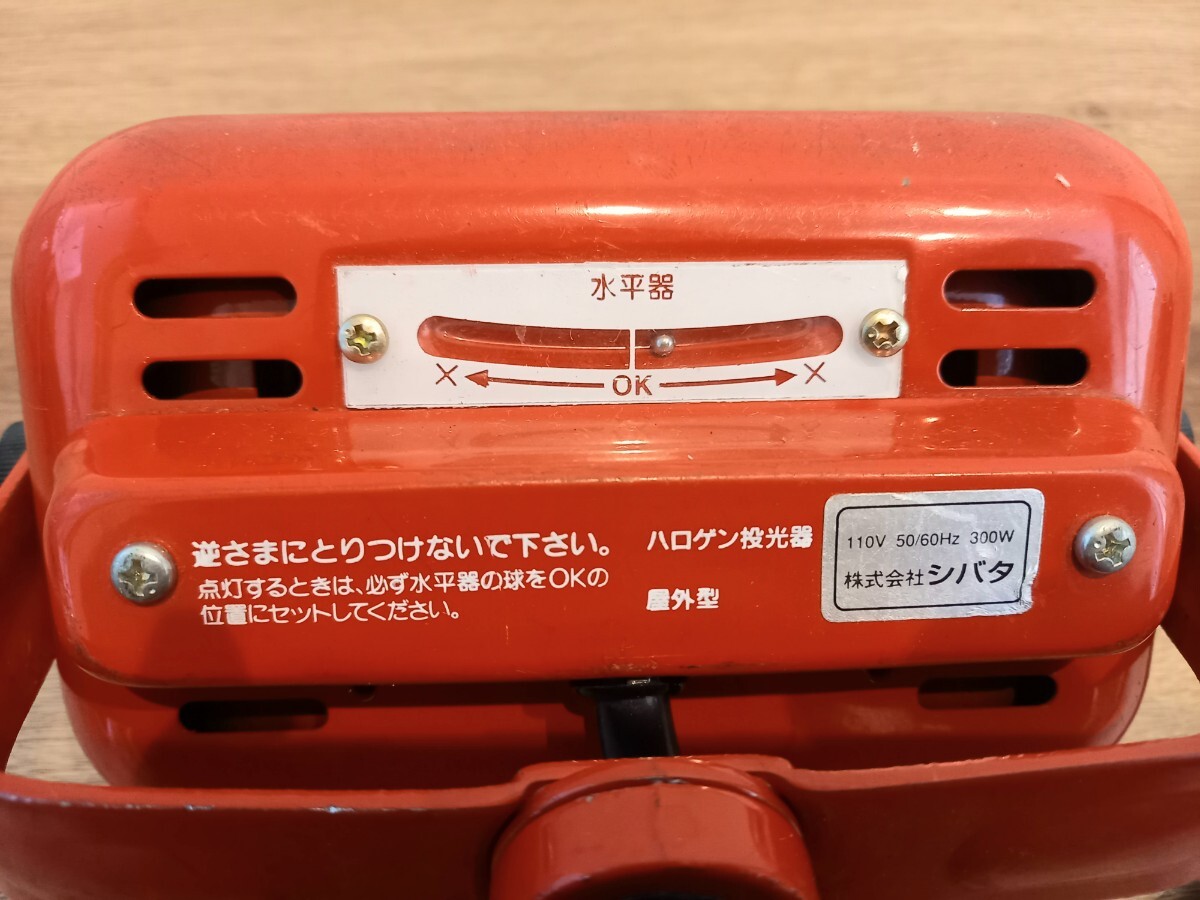 水平器
× OK ×
逆さまにとりつけないで下さい。
点灯するときは、必ず水平器の球をOKの
位置にセットしてください。
ハロゲン投光器
屋外型
110V 50/60Hz 300W
株式会社シバタ